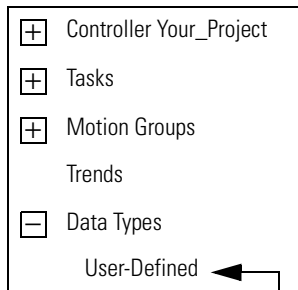 Controller Your_Project
Tasks
Motion Groups
Trends
Data Types
User-Defined